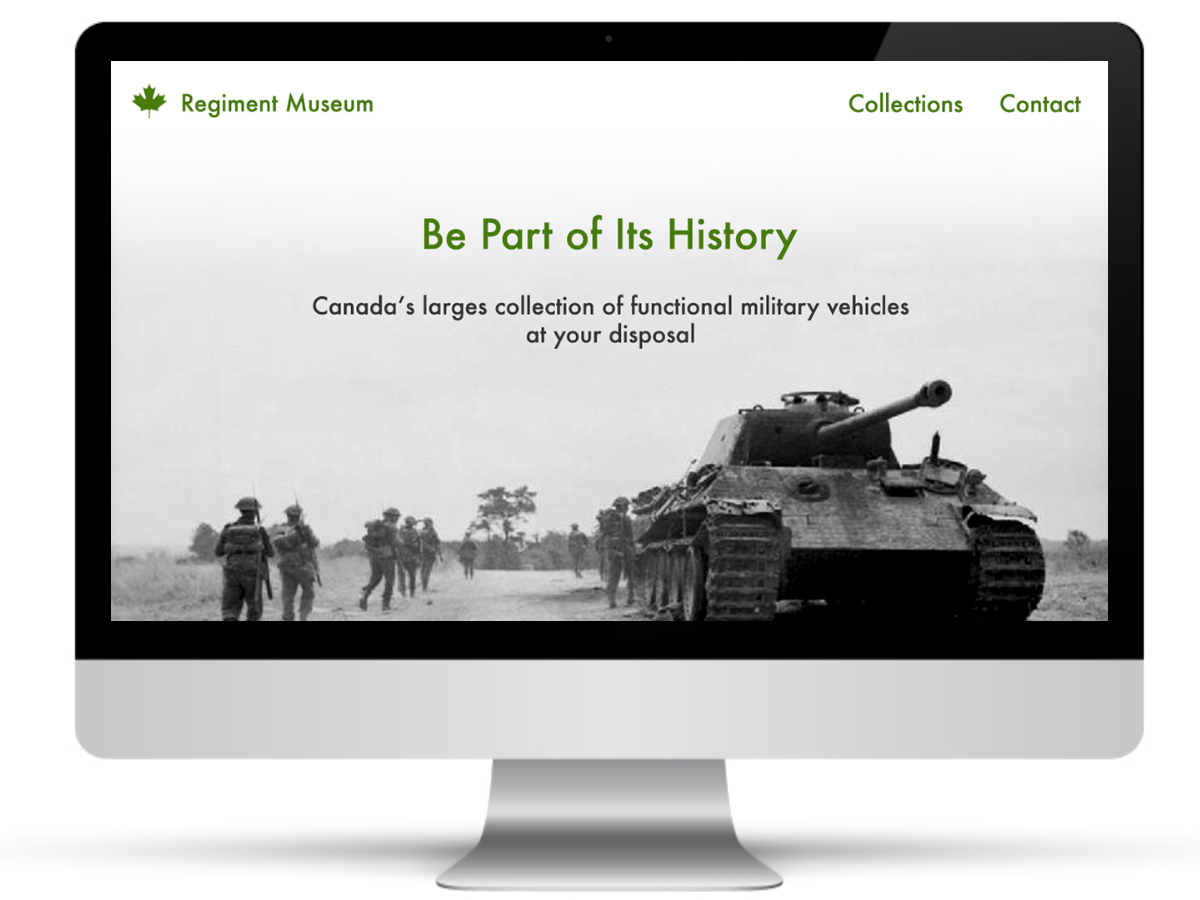 Regiment Museum
Collections
Contact
Be Part of Its History
Canada’s larges collection of functional military vehicles
at your disposal